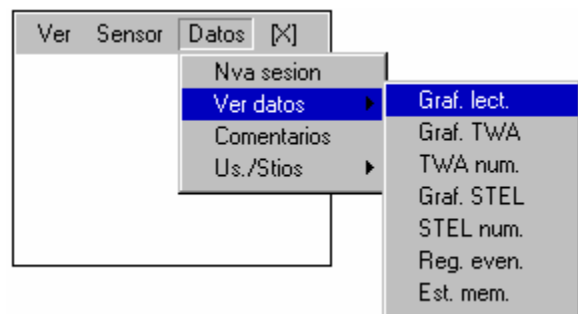 Ver Sensor Datos [X]
Nva sesion
Ver datos
Comentarios
Us./Stios
Graf. lect.
Graf. TWA
TWA num.
Graf. STEL
STEL num.
Reg. even.
Est. mem.